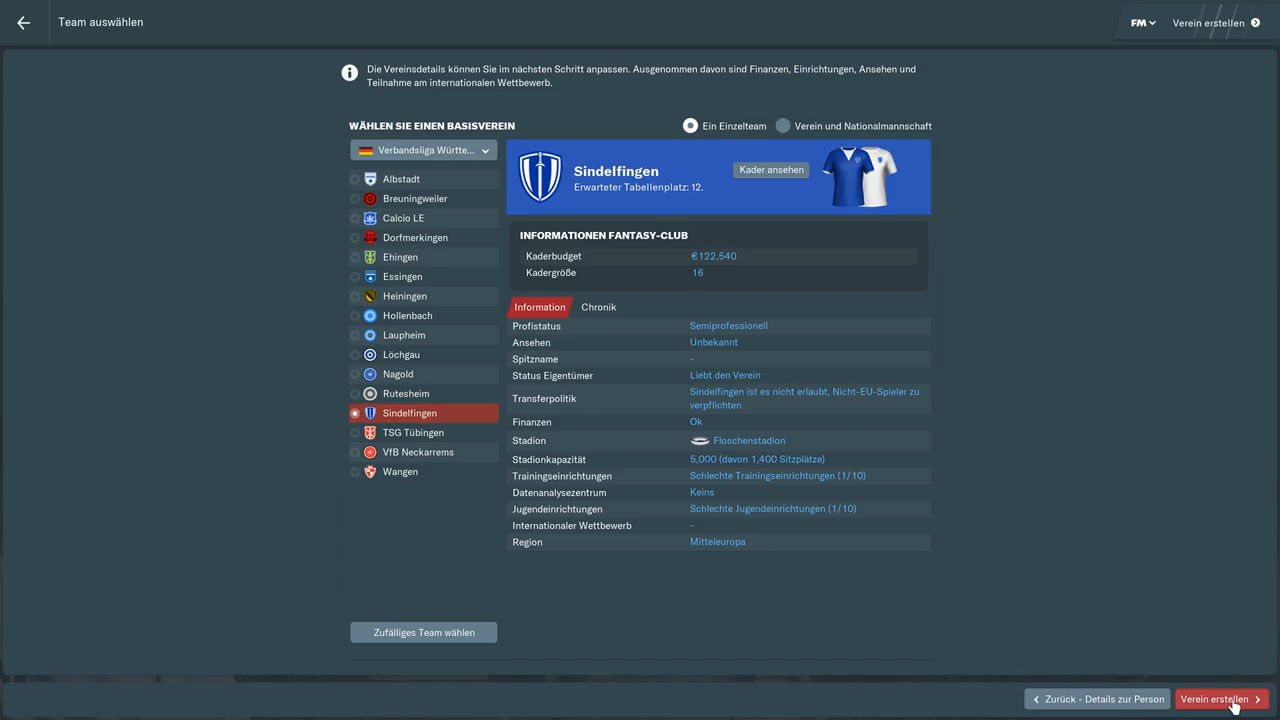 Team auswählen
FM
Verein erstellen
Die Vereinsdetails können Sie im nächsten Schritt anpassen. Ausgenommen davon sind Finanzen, Einrichtungen, Ansehen und
Teilnahme am internationalen Wettbewerb.
WÄHLEN SIE EINEN BASISVEREIN
Ein Einzelteam
Verein und Nationalmannschaft
Verbandsliga Württe...
Albstadt
Breuningweiler
Calcio LE
Dorfmerkingen
Ehingen
Essingen
Heiningen
Hollenbach
Laupheim
Löchgau
Nagold
Rutesheim
Sindelfingen
TSG Tübingen
VfB Neckarrems
Wangen
Zufälliges Team wählen
Sindelfingen
Erwarteter Tabellenplatz: 12.
Kader ansehen
INFORMATIONEN FANTASY-CLUB
Kaderbudget €122,540
Kadergröße 16
Information Chronik
Profistatus Semiprofessionell
Ansehen Unbekannt
Spitzname -
Status Eigentümer Liebt den Verein
Transferpolitik Sindelfingen ist es nicht erlaubt, Nicht-EU-Spieler zu
verpflichten
Finanzen Ok
Stadion Floschenstadion
Stadionkapazität 5,000 (davon 1,400 Sitzplätze)
Trainingseinrichtungen Schlechte Trainingseinrichtungen (1/10)
Datenanalysezentrum Keins
Jugendeinrichtungen Schlechte Jugendeinrichtungen (1/10)
Internationaler Wettbewerb -
Region Mitteleuropa
Zurück - Details zur Person
Verein erstellen